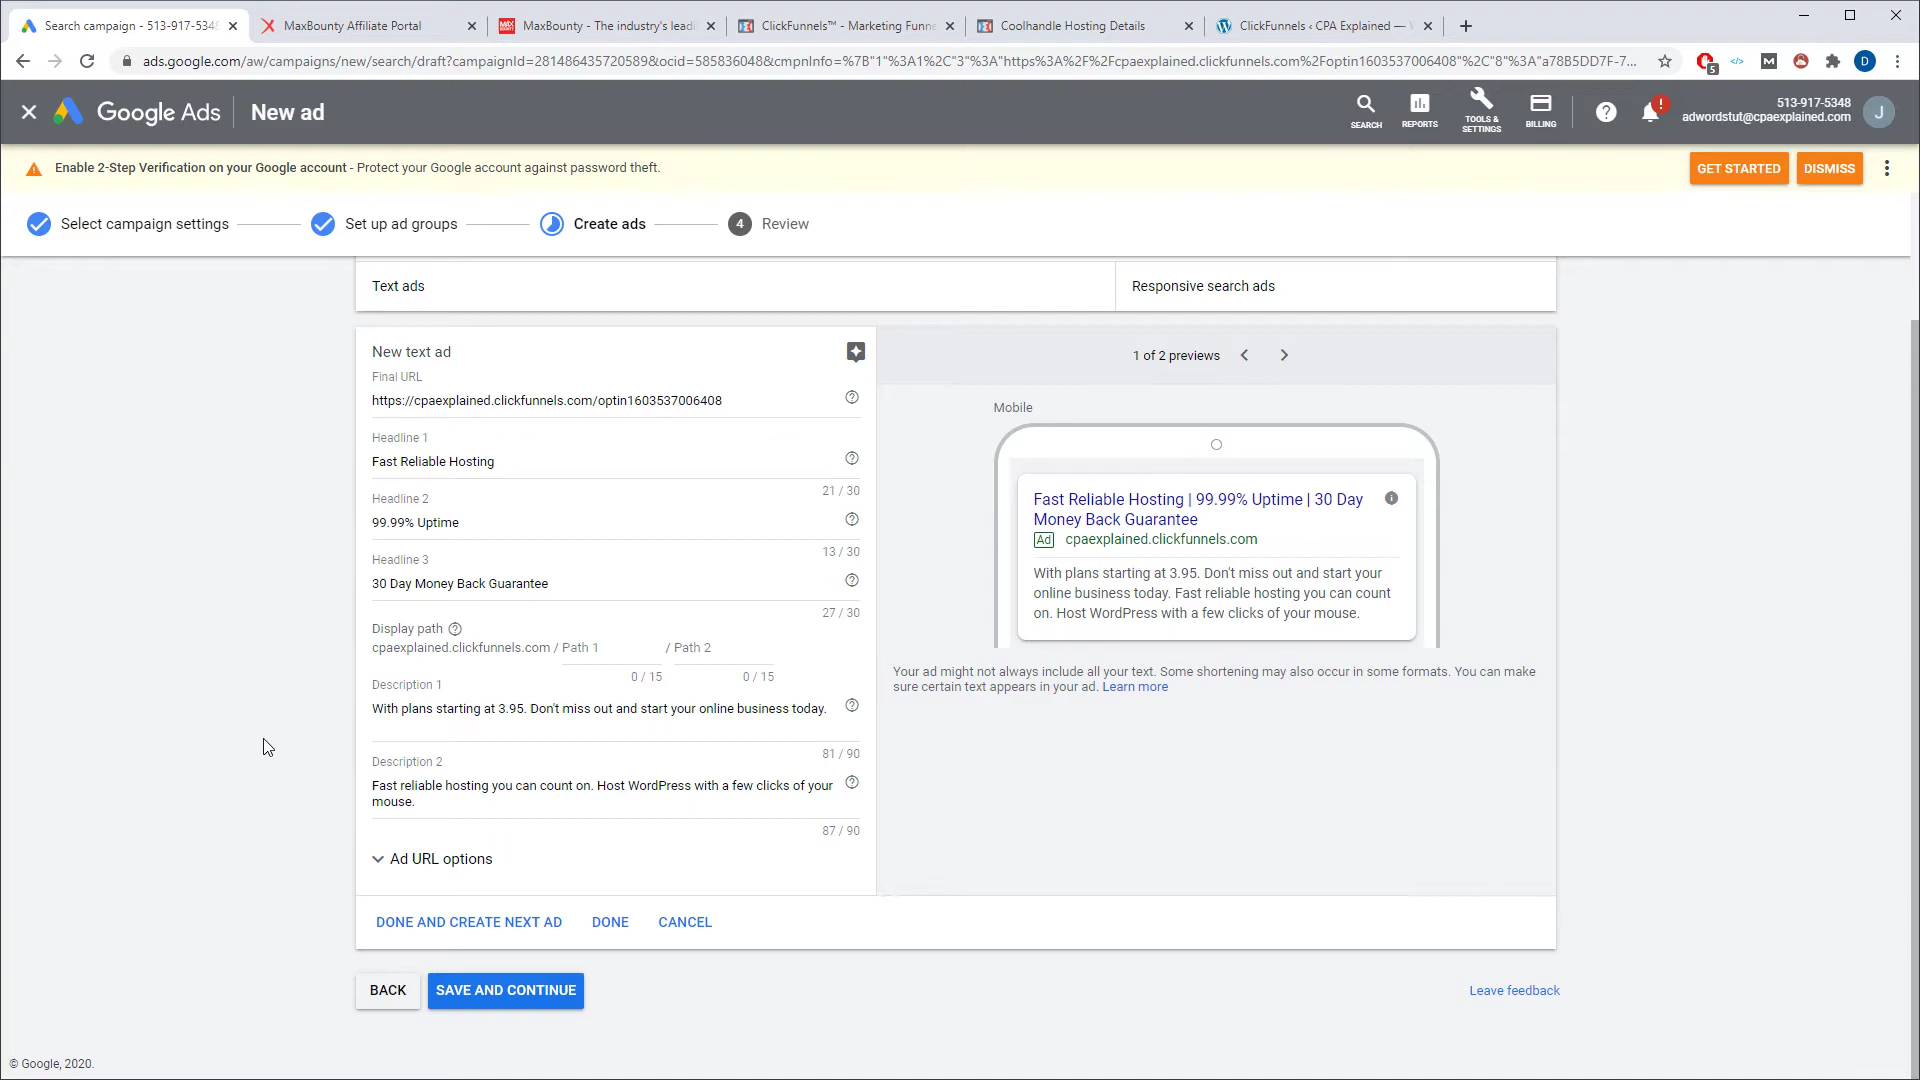 Search campaign - 513-917-5348
MaxBounty Affiliate Portal
MaxBounty - The industry's leadi
ClickFunnels™ - Marketing Funne
Coolhandle Hosting Details
ClickFunnels ‹ CPA Explained —
ads.google.com/aw/campaigns/new/search/draft?campaignId=281486435720589&ocid=585836048&cmpnInfo=%7B"1"%3A1%2C"3"%3A"https%3A%2F%2Fcpaexplained.clickfunnels.com%2Foptin1603537006408"%2C"8"%3A"a78B5DD7F-7...
5
M
D
Google Ads
New ad
SEARCH
REPORTS
TOOLS & SETTINGS
BILLING
!
513-917-5348
adwordstut@cpaexplained.com
J
Enable 2-Step Verification on your Google account - Protect your Google account against password theft.
GET STARTED
DISMISS
Select campaign settings
Set up ad groups
Create ads
4
Review
Text ads
Responsive search ads
New text ad
Final URL
https://cpaexplained.clickfunnels.com/optin1603537006408
Headline 1
Fast Reliable Hosting
21 / 30
Headline 2
99.99% Uptime
13 / 30
Headline 3
30 Day Money Back Guarantee
27 / 30
Display path
cpaexplained.clickfunnels.com / Path 1 / Path 2
0 / 15
0 / 15
Description 1
With plans starting at 3.95. Don't miss out and start your online business today.
81 / 90
Description 2
Fast reliable hosting you can count on. Host WordPress with a few clicks of your
mouse.
87 / 90
Ad URL options
1 of 2 previews
Mobile
Fast Reliable Hosting | 99.99% Uptime | 30 Day
Money Back Guarantee
Ad cpaexplained.clickfunnels.com
With plans starting at 3.95. Don't miss out and start your
online business today. Fast reliable hosting you can count
on. Host WordPress with a few clicks of your mouse.
Your ad might not always include all your text. Some shortening may also occur in some formats. You can make
sure certain text appears in your ad. Learn more
DONE AND CREATE NEXT AD
DONE
CANCEL
BACK
SAVE AND CONTINUE
Leave feedback
© Google, 2020.